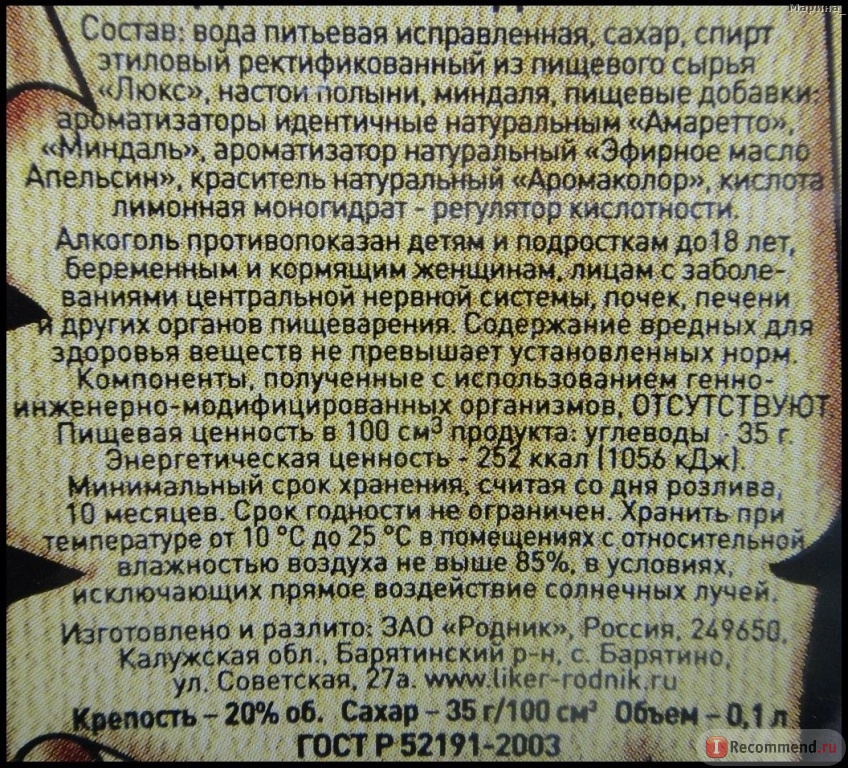 Марина_
Состав: вода питьевая исправленная, сахар, спирт
этиловый ректификованный из пищевого сырья
«Люкс», настои полыни, миндаля, пищевые добавки:
ароматизаторы идентичные натуральным «Амаретто»,
«Миндаль», ароматизатор натуральный «Эфирное масло
Апельсин», краситель натуральный «Аромаколор», кислота
лимонная моногидрат - регулятор кислотности.
Алкоголь противопоказан детям и подросткам до18 лет,
беременным и кормящим женщинам, лицам с заболе-
ваниями центральной нервной системы, почек, печени
и других органов пищеварения. Содержание вредных для
здоровья веществ не превышает установленных норм.
Компоненты, полученные с использованием генно-
инженерно-модифицированных организмов, ОТСУТСТВУЮТ.
Пищевая ценность в 100 см³ продукта: углеводы - 35 г.
Энергетическая ценность - 252 ккал (1056 кДж).
Минимальный срок хранения, считая со дня розлива,
10 месяцев. Срок годности не ограничен. Хранить при
температуре от 10 °С до 25 °С в помещениях с относительной
влажностью воздуха не выше 85%, в условиях,
исключающих прямое воздействие солнечных лучей.
Изготовлено и разлито: ЗАО «Родник», Россия, 249650,
Калужская обл., Барятинский р-н, с. Барятино,
ул. Советская, 27а. www.liker-rodnik.ru
Крепость – 20% об. Сахар – 35 г/100 см³ Объем – 0,1 л
ГОСТ Р 52191-2003
IRecommend.ru